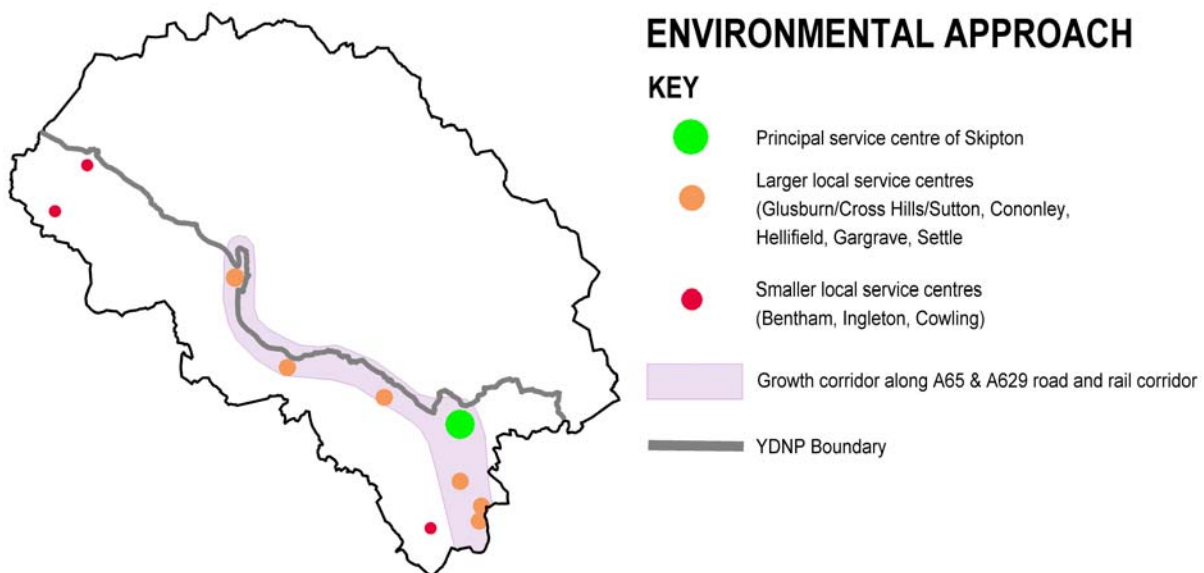 ENVIRONMENTAL APPROACH
KEY
Principal service centre of Skipton
Larger local service centres
(Glusburn/Cross Hills/Sutton, Cononley,
Hellifield, Gargrave, Settle
Smaller local service centres
(Bentham, Ingleton, Cowling)
Growth corridor along A65 & A629 road and rail corridor
YDNP Boundary